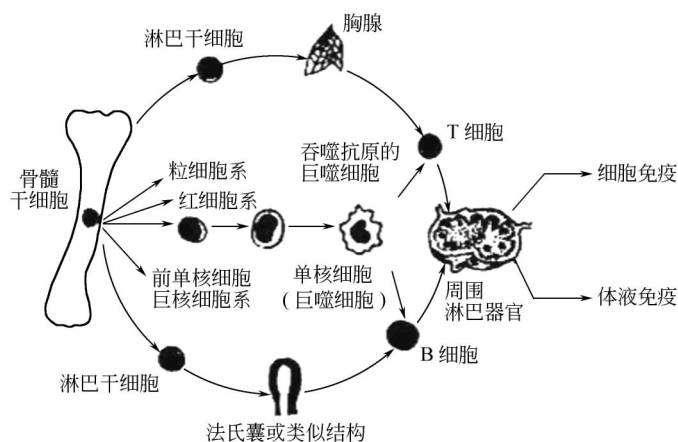 淋巴干细胞
胸腺
T 细胞
骨髓
干细胞
粒细胞系
红细胞系
吞噬抗原的
巨噬细胞
细胞免疫
前单核细胞
巨核细胞系
单核细胞
( 巨噬细胞 )
周围
淋巴器官
体液免疫
淋巴干细胞
B 细胞
法氏囊或类似结构